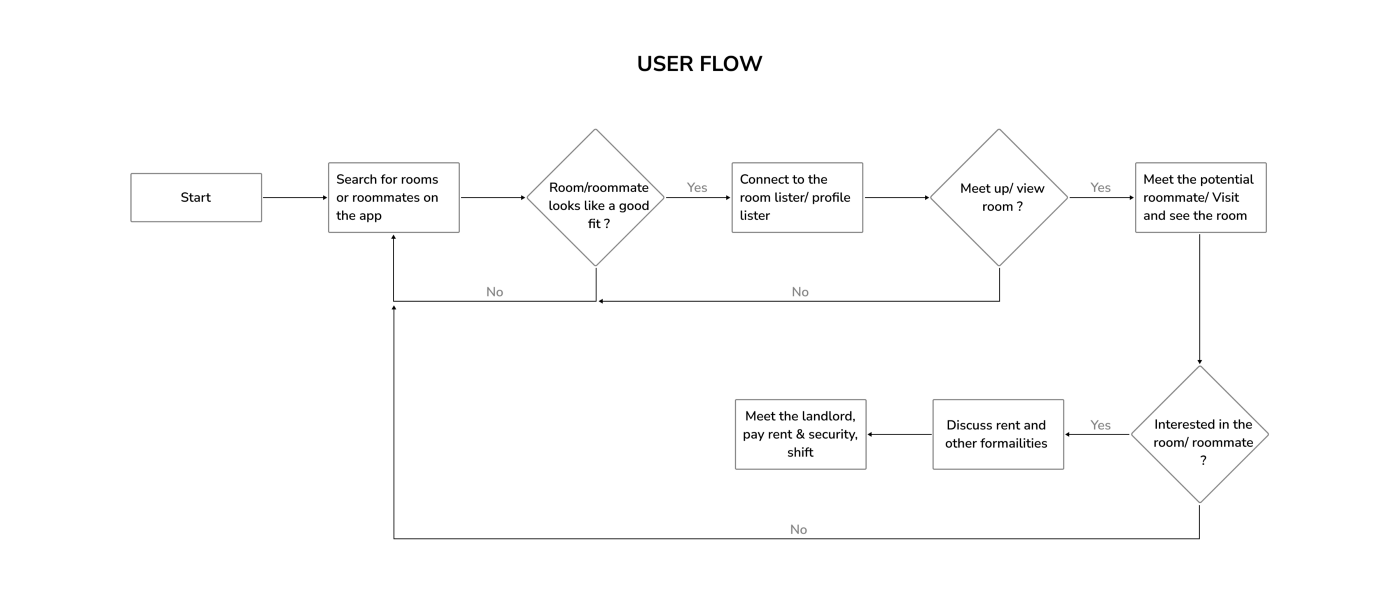 USER FLOW
Start
Search for rooms
or roommates on
the app
Room/roommate
looks like a good
fit ?
Yes
Connect to the
room lister/ profile
lister
Meet up/ view
room ?
Yes
Meet the potential
roommate/ Visit
and see the room
No
No
Interested in the
room/ roommate
?
Yes
Discuss rent and
other formailities
Meet the landlord,
pay rent & security,
shift
No